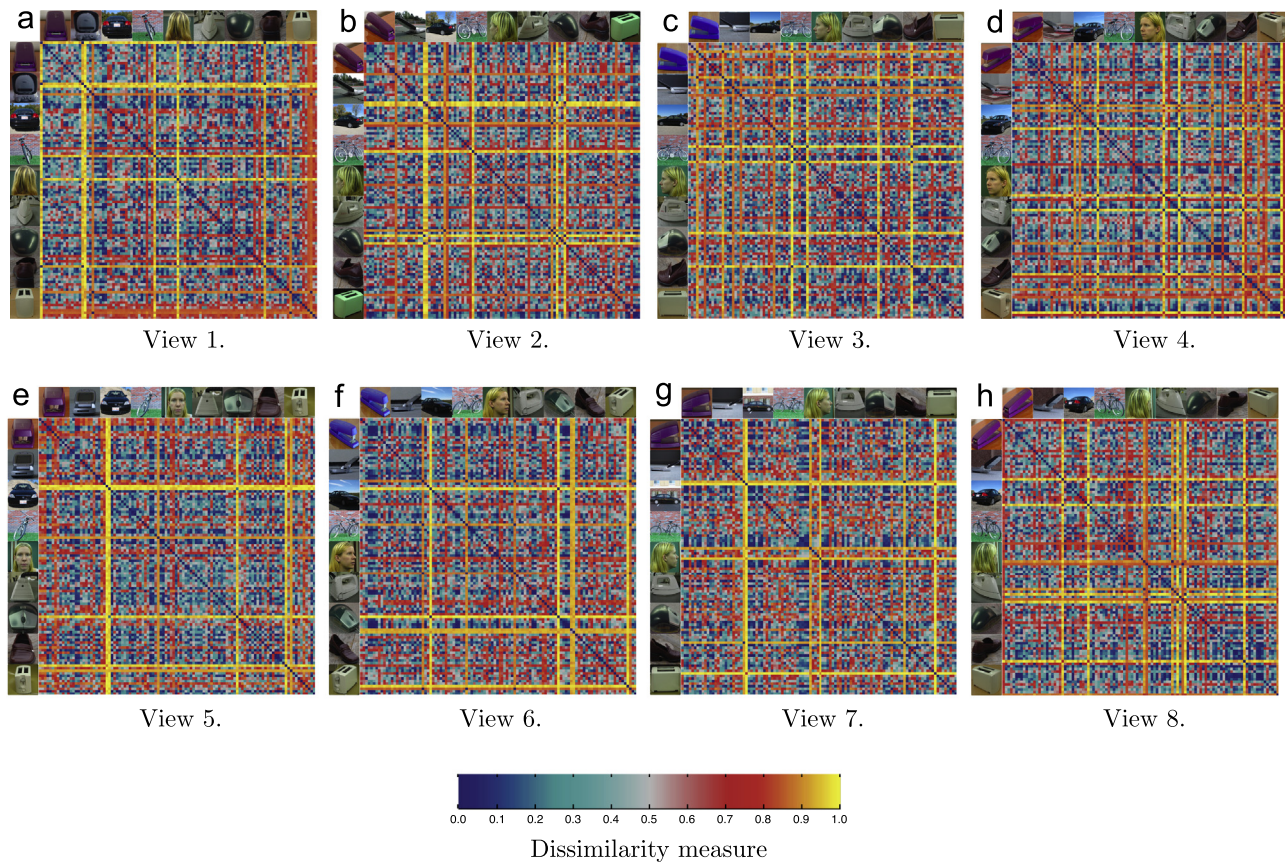 a b c d
View 1. View 2. View 3. View 4.
e f g h
View 5. View 6. View 7. View 8.
0.0 0.1 0.2 0.3 0.4 0.5 0.6 0.7 0.8 0.9 1.0
Dissimilarity measure